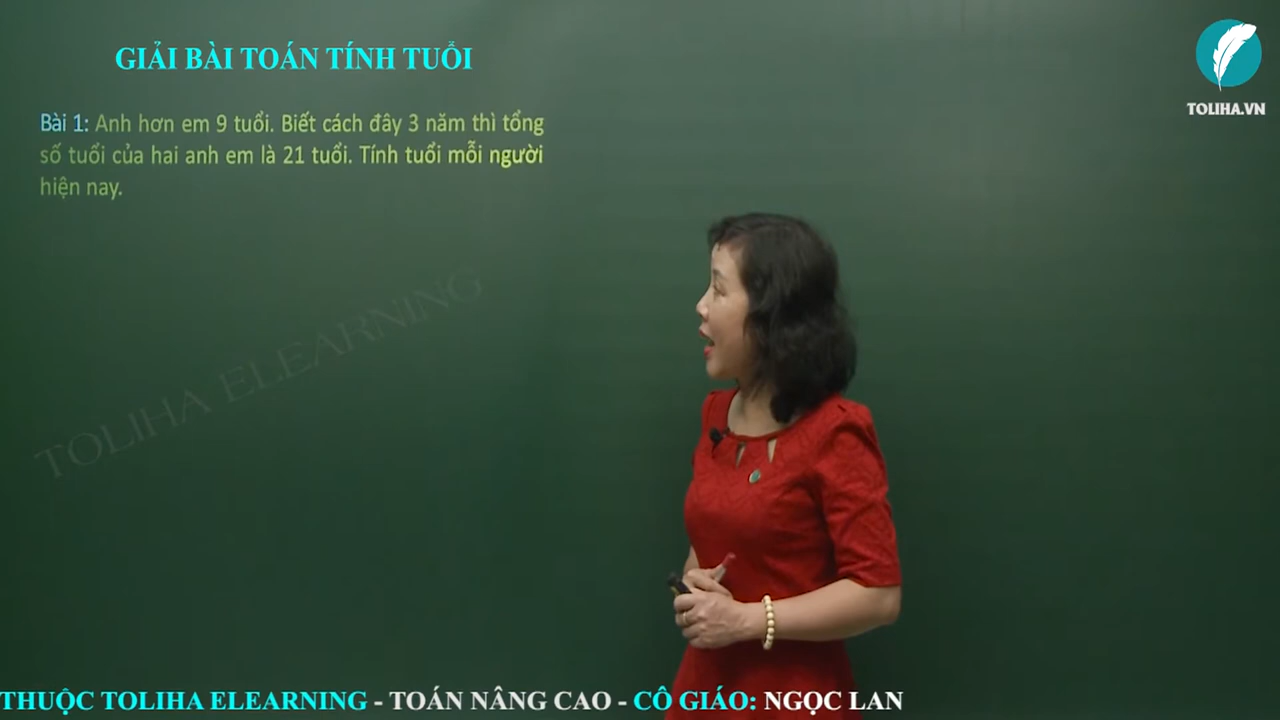 GIẢI BÀI TOÁN TÍNH TUỔI
TOLIHA.VN
Bài 1: Anh hơn em 9 tuổi. Biết cách đây 3 năm thì tổng
số tuổi của hai anh em là 21 tuổi. Tính tuổi mỗi người
hiện nay.
TOLIHA ELEARNING
THUỘC TOLIHA ELEARNING - TOÁN NÂNG CAO - CÔ GIÁO: NGỌC LAN